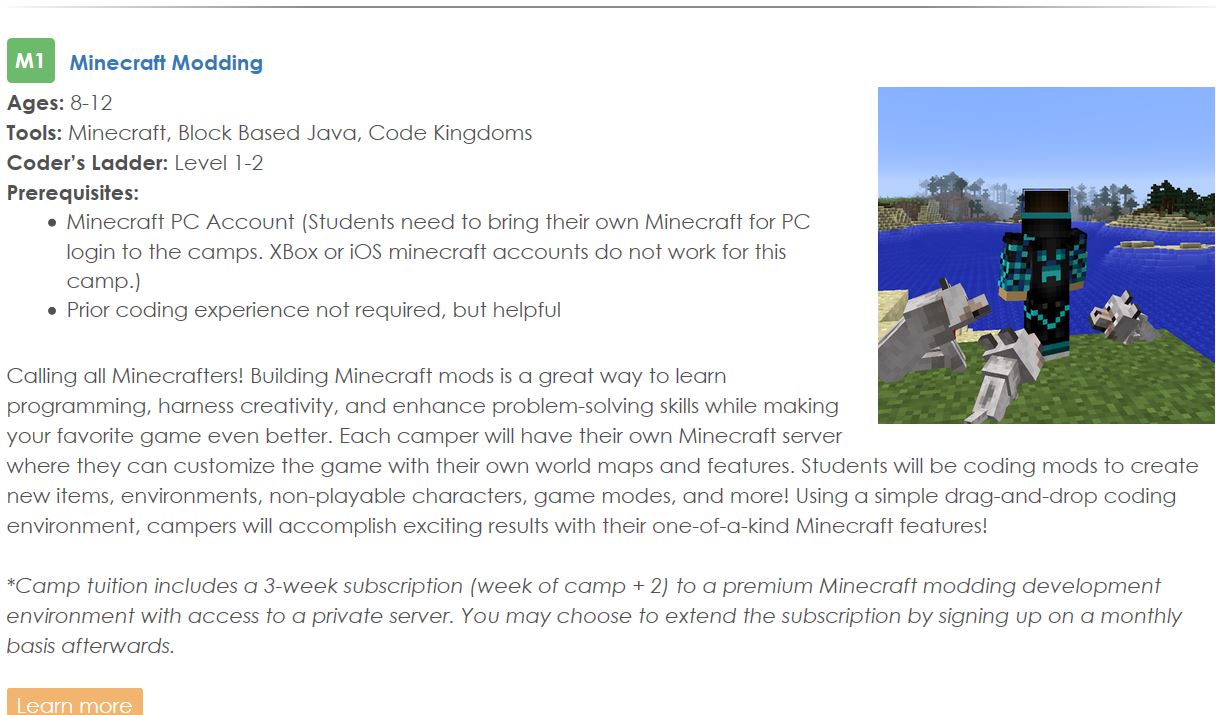 M1 Minecraft Modding
Ages: 8-12
Tools: Minecraft, Block Based Java, Code Kingdoms
Coder's Ladder: Level 1-2
Prerequisites:
• Minecraft PC Account (Students need to bring their own Minecraft for PC
login to the camps. XBox or iOS minecraft accounts do not work for this
camp.)
• Prior coding experience not required, but helpful
Calling all Minecrafters! Building Minecraft mods is a great way to learn
programming, harness creativity, and enhance problem-solving skills while making
your favorite game even better. Each camper will have their own Minecraft server
where they can customize the game with their own world maps and features. Students will be coding mods to create
new items, environments, non-playable characters, game modes, and more! Using a simple drag-and-drop coding
environment, campers will accomplish exciting results with their one-of-a-kind Minecraft features!
*Camp tuition includes a 3-week subscription (week of camp + 2) to a premium Minecraft modding development
environment with access to a private server. You may choose to extend the subscription by signing up on a monthly
basis afterwards.
Learn more